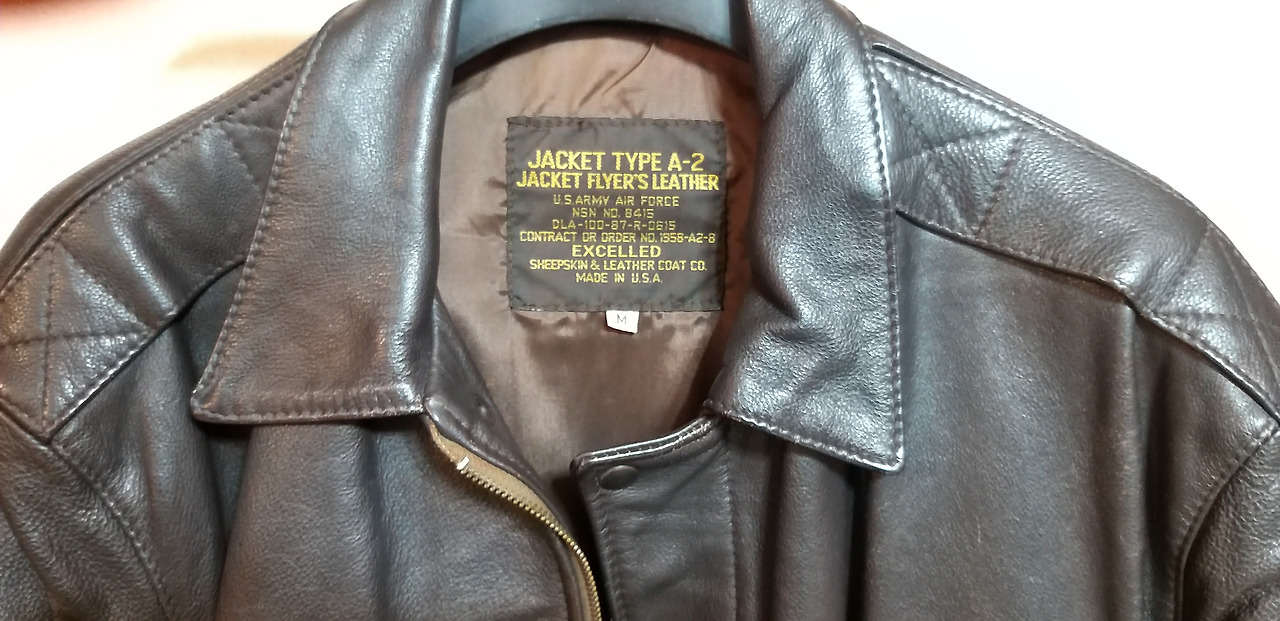 JACKET TYPE A-2
JACKET FLYER'S LEATHER
U.S.ARMY AIR FORCE
NSN NO. 8415
DLA-100-87-R-0615
CONTRACT OR ORDER NO. 1958-A2-8
EXCELLED
SHEEPSKIN & LEATHER COAT CO.
MADE IN U.S.A.
M